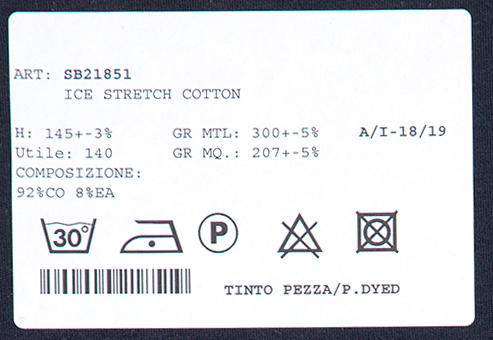 ART: SB21851
ICE STRETCH COTTON
H: 145+-3% GR MTL: 300+-5% A/I-18/19
Utile: 140 GR MQ.: 207+-5%
COMPOSIZIONE:
92%CO 8%EA
30° P
TINTO PEZZA/P.DYED